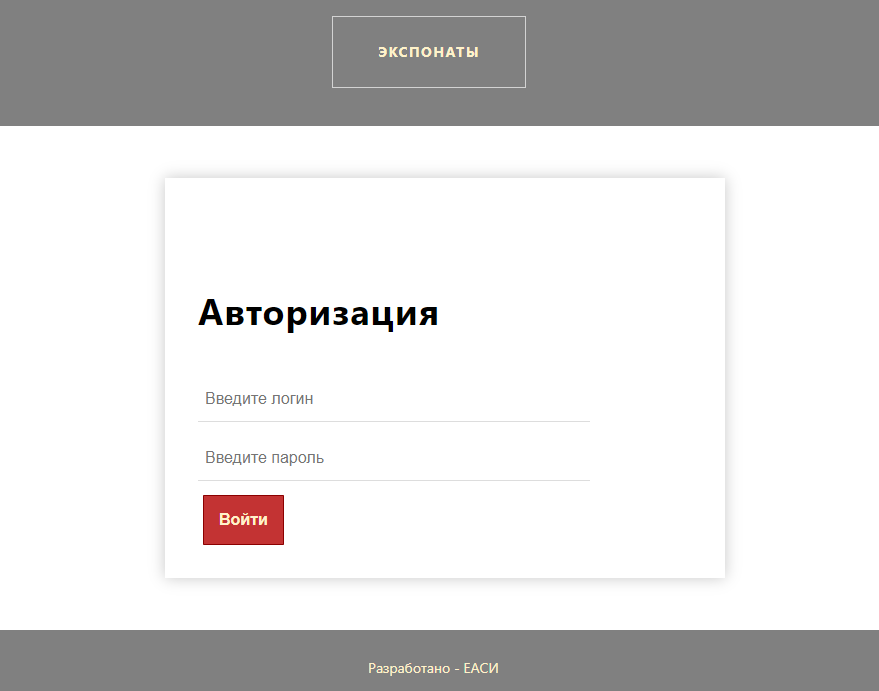 ЭКСПОНАТЫ
Авторизация
Введите логин
Введите пароль
Войти
Разработано - ЕАСИ